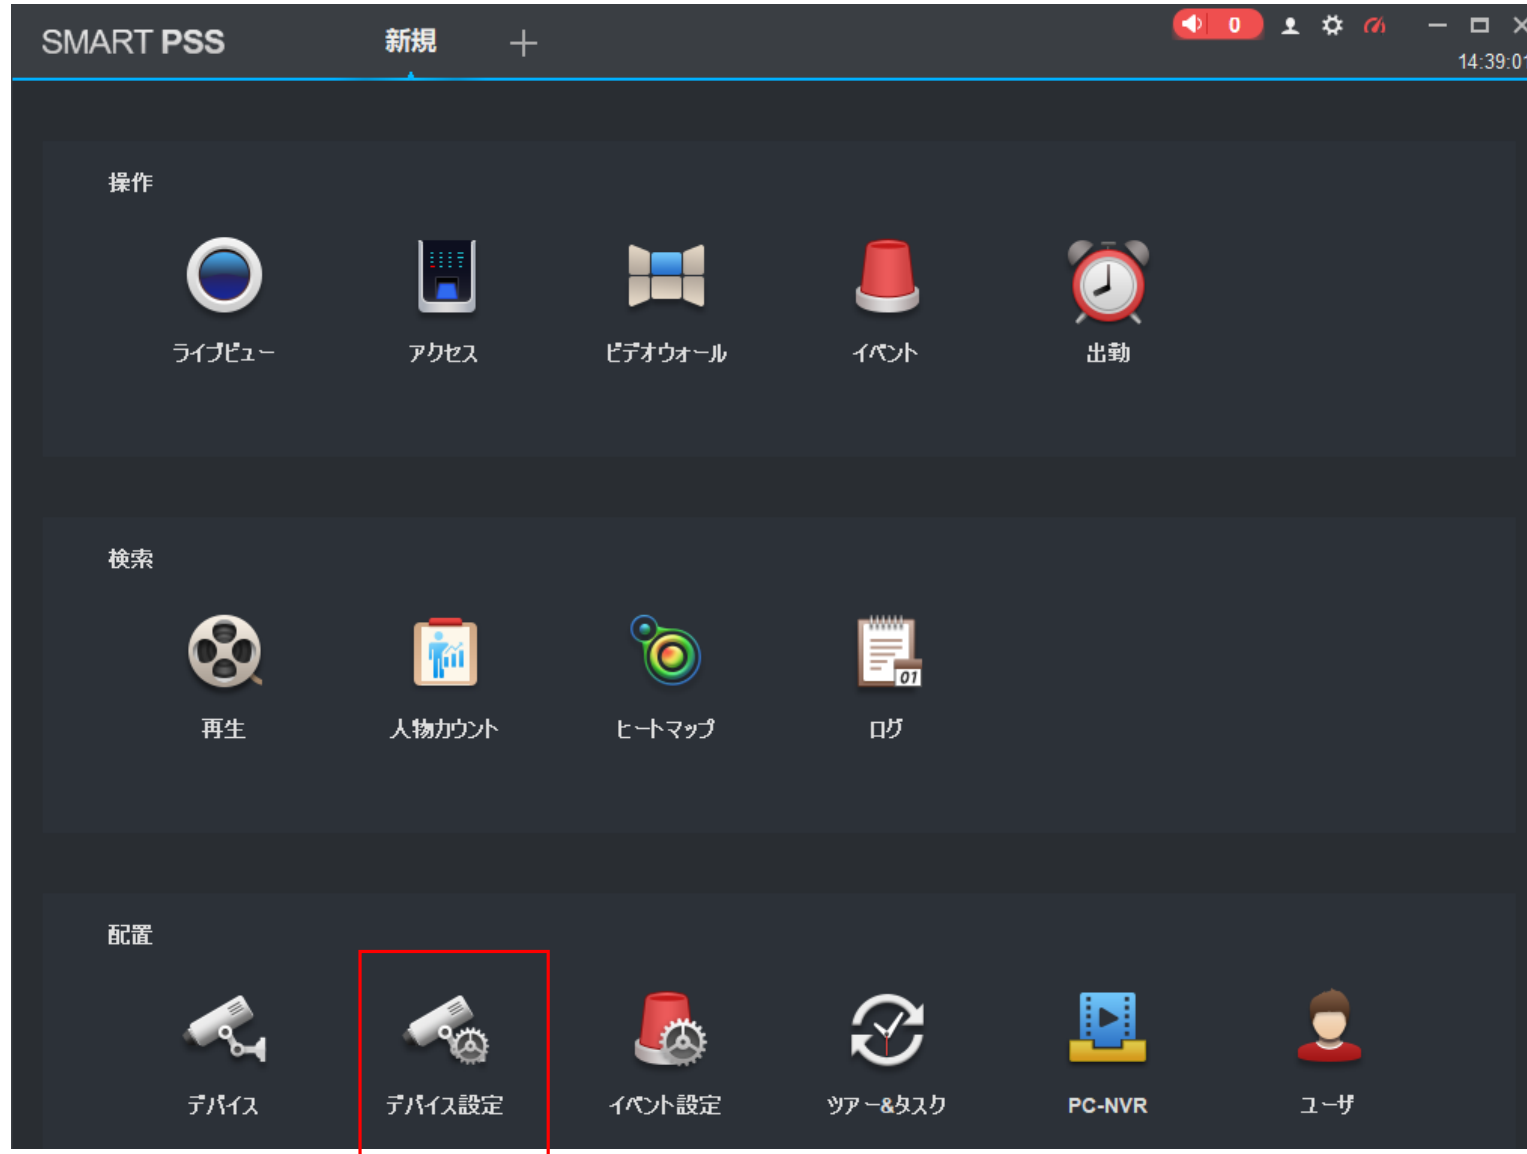 SMART PSS 新規 0
14:39:01
操作
ライブビュー アクセス ビデオウォール イベント 出勤
検索
01
再生 人物カウント ヒートマップ ログ
配置
デバイス デバイス設定 イベント設定 ツアー&タスク PC-NVR ユーザ